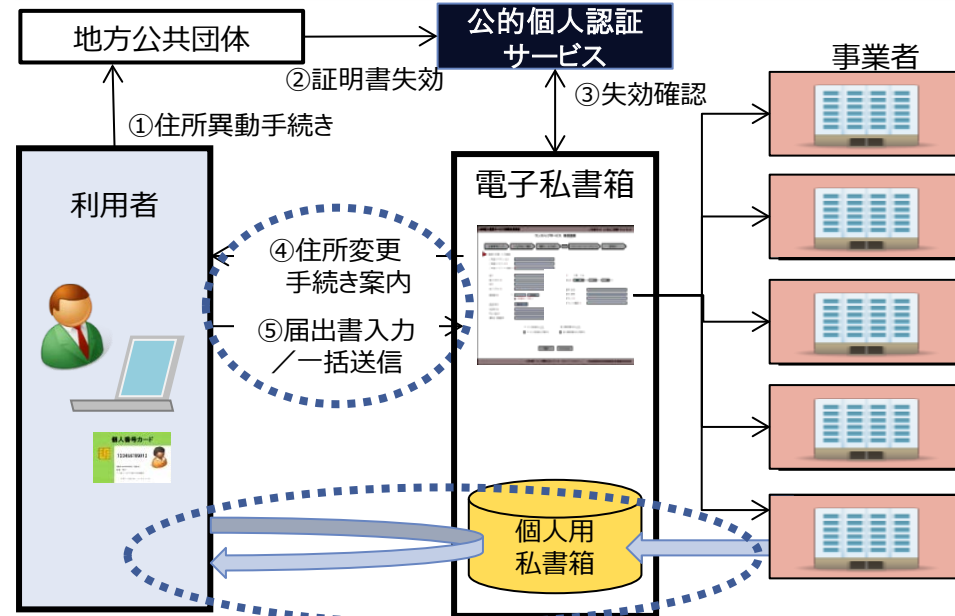 地方公共団体
公的個人認証
サービス
事業者
②証明書失効
③失効確認
①住所異動手続き
利用者
電子私書箱
④住所変更
手続き案内
⑤届出書入力
／一括送信
個人番号カード
個人用
私書箱